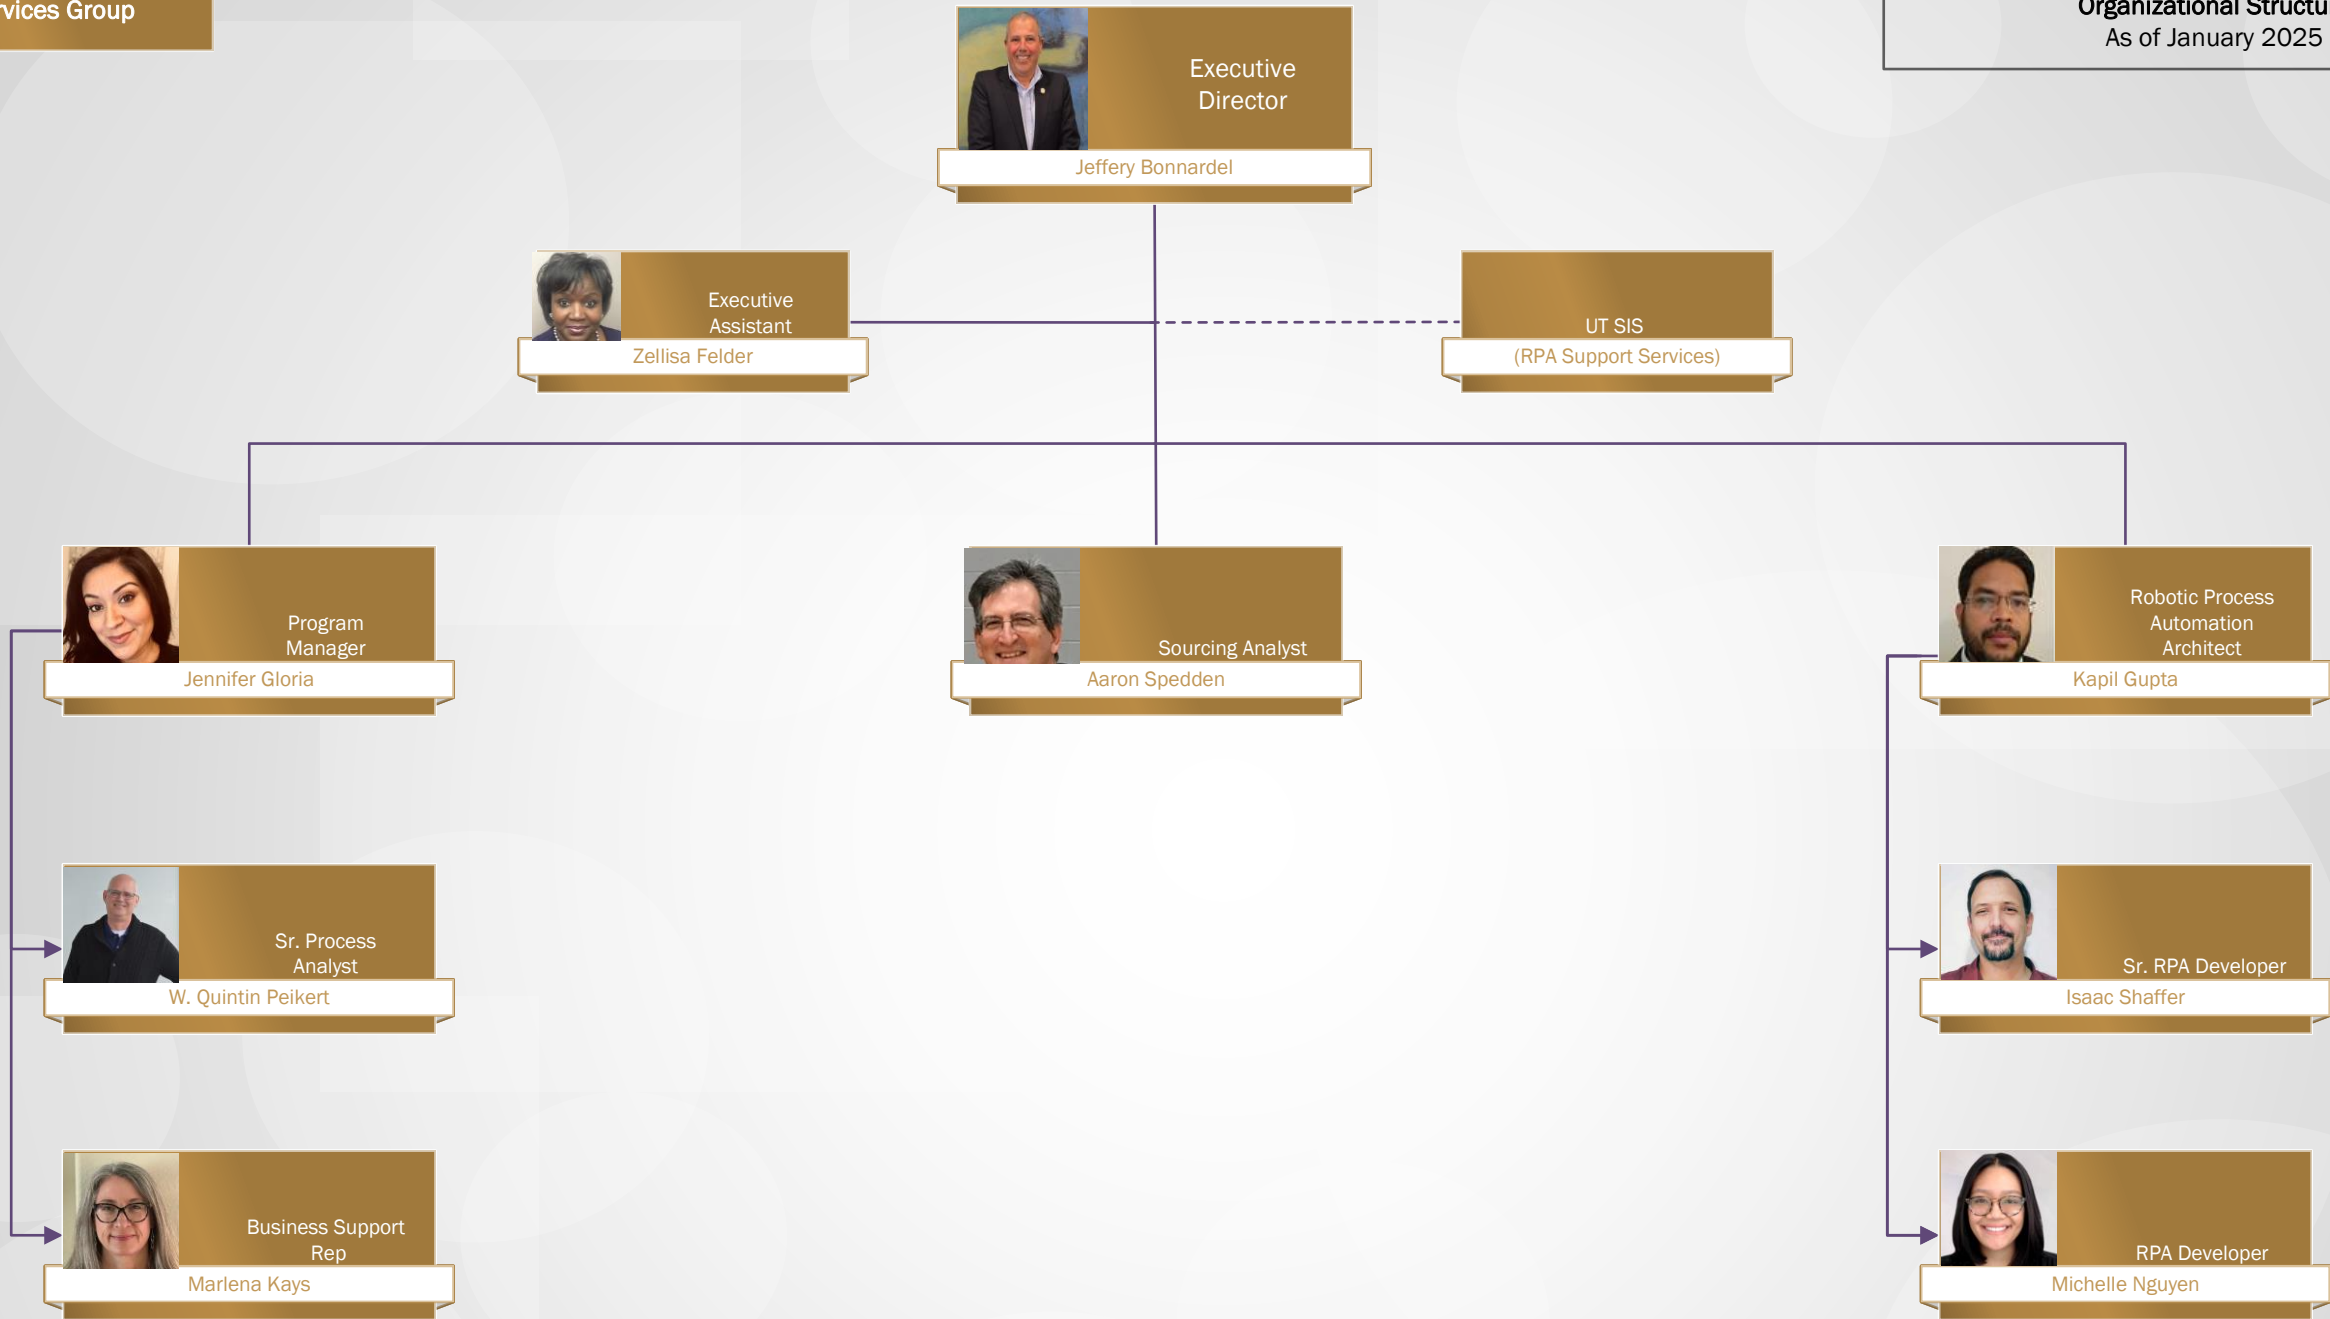 Services Group
Organizational Structure
As of January 2025
Executive
Director
Jeffery Bonnardel
Executive
Assistant
Zellisa Felder
UT SIS
(RPA Support Services)
Program
Manager
Jennifer Gloria
Sourcing Analyst
Aaron Spedden
Robotic Process
Automation
Architect
Kapil Gupta
Sr. Process
Analyst
W. Quintin Peikert
Sr. RPA Developer
Isaac Shaffer
Business Support
Rep
Marlena Kays
RPA Developer
Michelle Nguyen